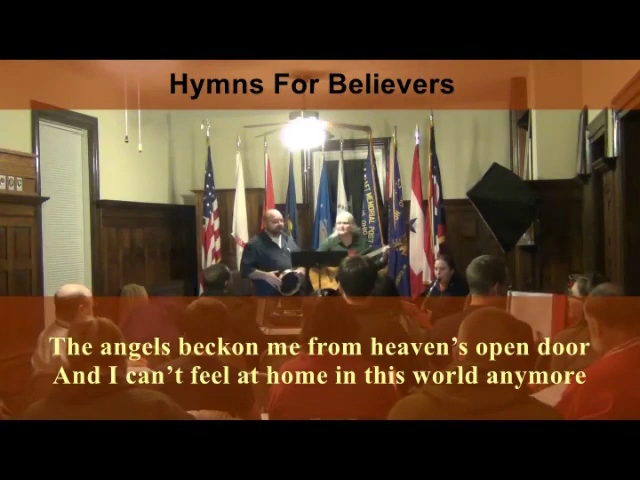 Hymns For Believers
The angels beckon me from heaven's open door
And I can't feel at home in this world anymore